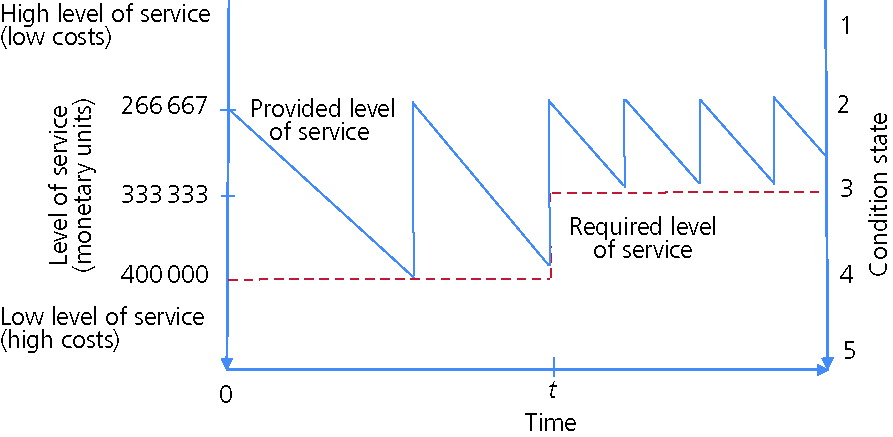 High level of service
(low costs)
1
266 667
Provided level
of service
2
Level of service
(monetary units)
333 333
3
Condition state
Required level
of service
400 000
4
Low level of service
(high costs)
5
0
t
Time